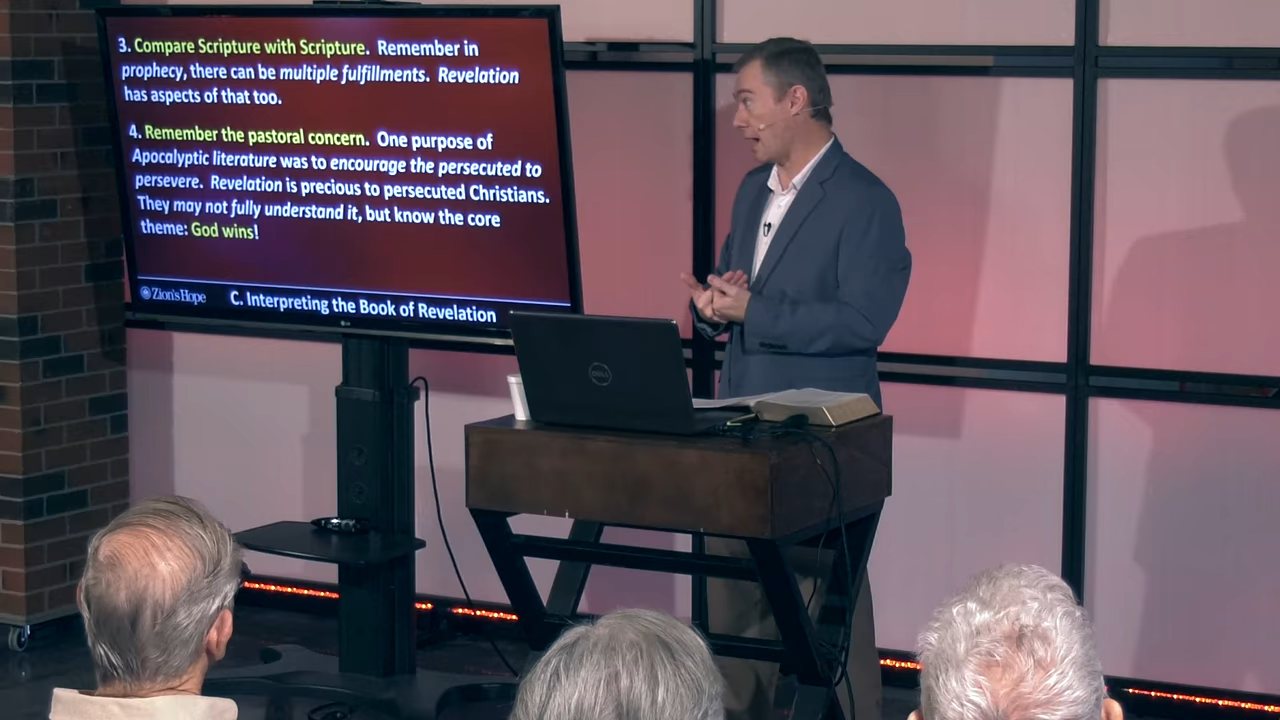 3. Compare Scripture with Scripture. Remember in
prophecy, there can be multiple fulfillments. Revelation
has aspects of that too.
4. Remember the pastoral concern. One purpose of
Apocalyptic literature was to encourage the persecuted to
persevere. Revelation is precious to persecuted Christians.
They may not fully understand it, but know the core
theme: God wins!
Zion's Hope
C. Interpreting the Book of Revelation
LG
DELL